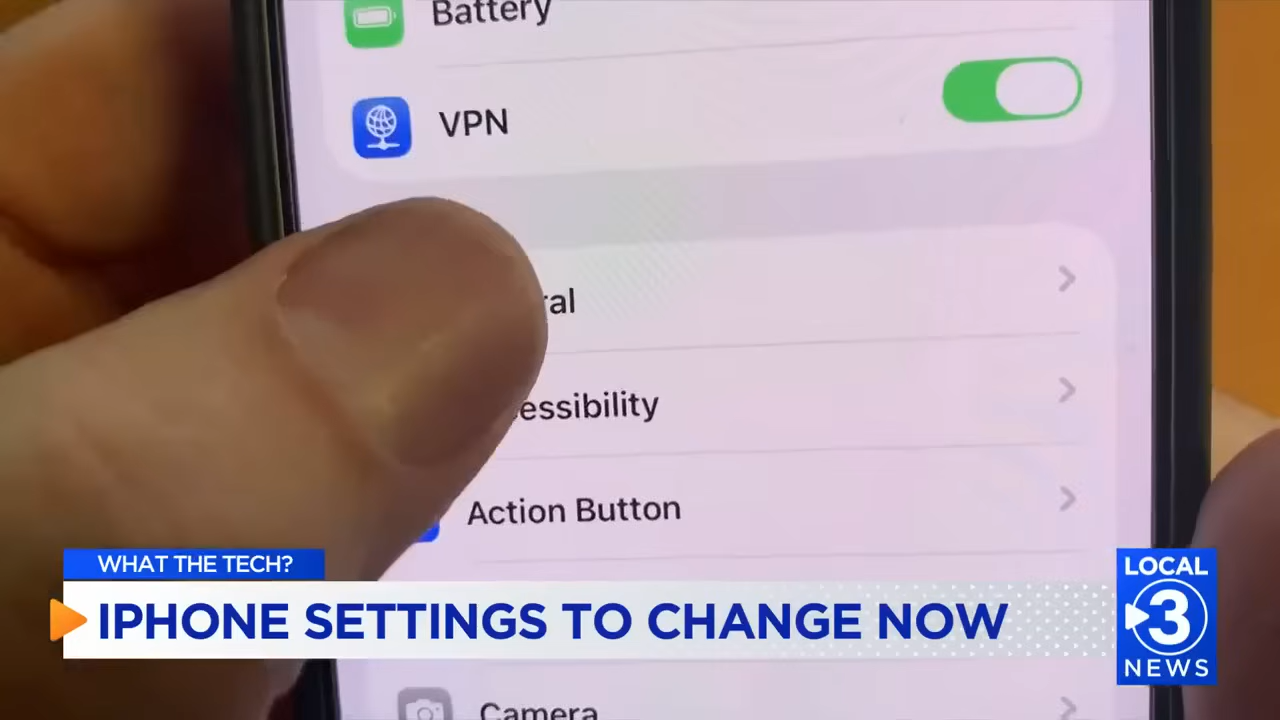 Battery
VPN
ral
essibility
Action Button
WHAT THE TECH?
IPHONE SETTINGS TO CHANGE NOW
LOCAL
3
NEWS
Camera